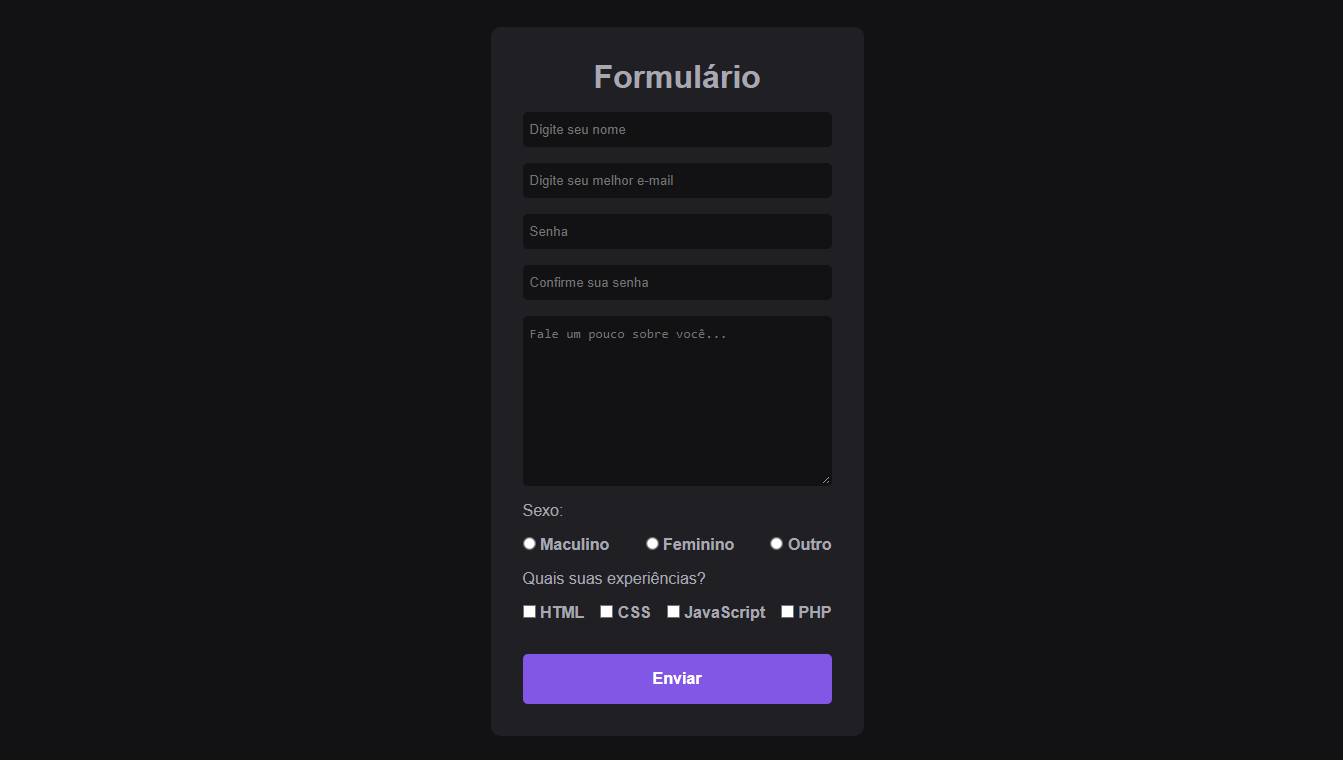 Formulário
Digite seu nome
Digite seu melhor e-mail
Senha
Confirme sua senha
Fale um pouco sobre você...
Sexo:
Maculino Feminino Outro
Quais suas experiências?
HTML CSS JavaScript PHP
Enviar